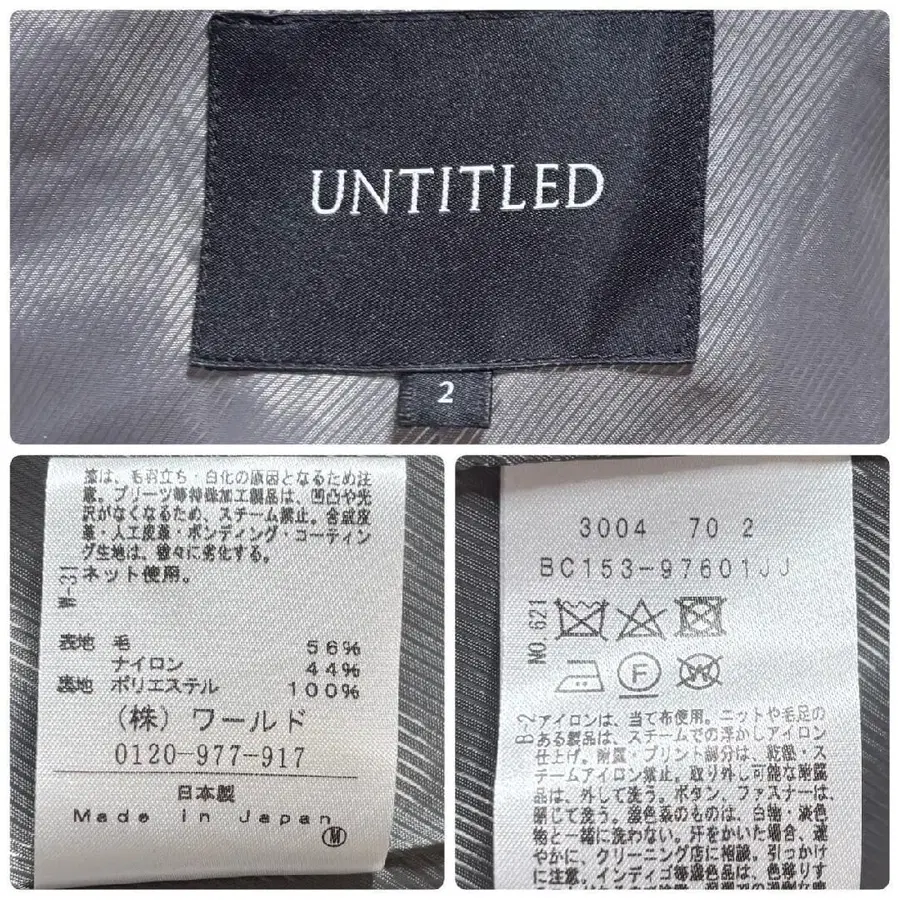 UNTITLED
2
濯は、毛羽立ち・白化の原因となるため注
意。プリーツ等特殊加工製品は、凹凸や光
沢がなくなるため、スチーム禁止。合成皮
革・人工皮革・ボンディング・コーティン
グ生地は、徐々に劣化する。
ネット使用。
W-31
表地 毛 56%
ナイロン 44%
裏地 ポリエステル 100%
(株) ワールド
0120-977-917
日本製
Made in Japan
M
3004 70 2
BC153-97601JJ
NO.621
F
W
B-2
アイロンは、当て布使用。ニットや毛足の
ある製品は、スチームでの浮かしアイロン
仕上げ。附属・プリント部分は、乾燥・ス
チームアイロン禁止。取り外し可能な附属
品は、外して洗う。ボタン、ファスナーは、
閉じて洗う。濃色系のものは、白物・淡色
物と一緒に洗わない。汗をかいた場合、速
やかに、クリーニング店に相談。引っかけ
に注意。インディゴ等濃色品は、色移りす